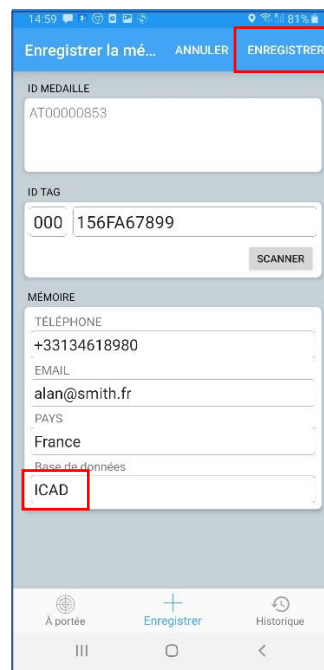 14:59 81%
Enregistrer la mé... ANNULER ENREGISTRER
ID MEDAILLE
AT00000853
ID TAG
000 156FA67899
SCANNER
MÉMOIRE
TÉLÉPHONE
+33134618980
EMAIL
alan@smith.fr
PAYS
France
Base de données
ICAD
À portée Enregistrer Historique